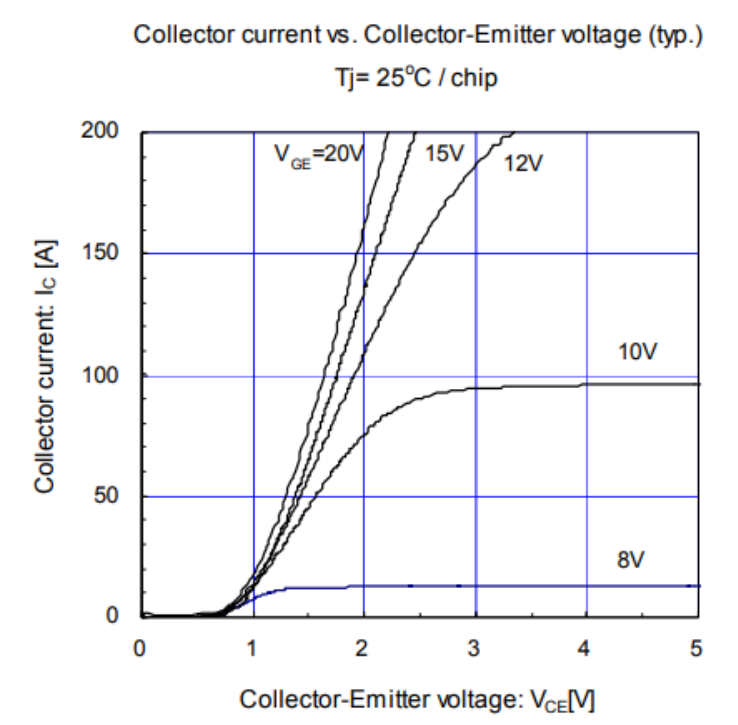 Collector current vs. Collector-Emitter voltage (typ.)
Tj= 25°C / chip
200
V GE=20V
15V
12V
150
Collector current: IC [A]
10V
100
50
8V
0
0 1 2 3 4 5
Collector-Emitter voltage: VCE[V]